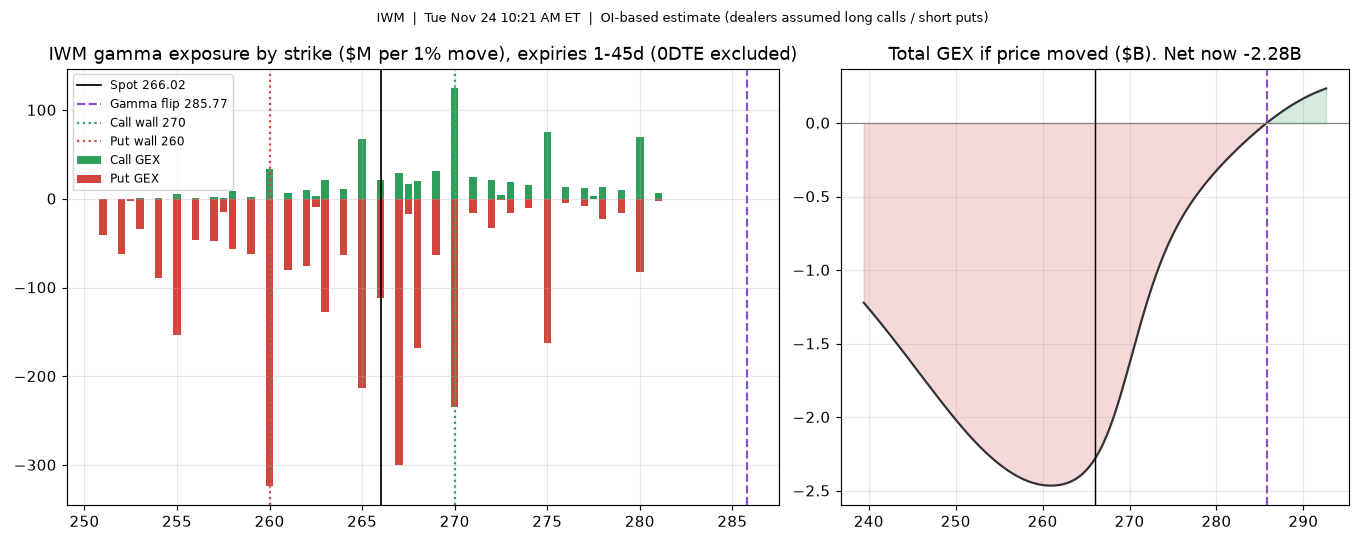 IWM | Tue Nov 24 10:21 AM ET | OI-based estimate (dealers assumed long calls / short puts)
IWM gamma exposure by strike ($M per 1% move), expiries 1-45d (0DTE excluded)
Spot 266.02
Gamma flip 285.77
Call wall 270
Put wall 260
Call GEX
Put GEX
100
0
−100
−200
−300
250 255 260 265 270 275 280 285
Total GEX if price moved ($B). Net now -2.28B
0.0
−0.5
−1.0
−1.5
−2.0
−2.5
240 250 260 270 280 290